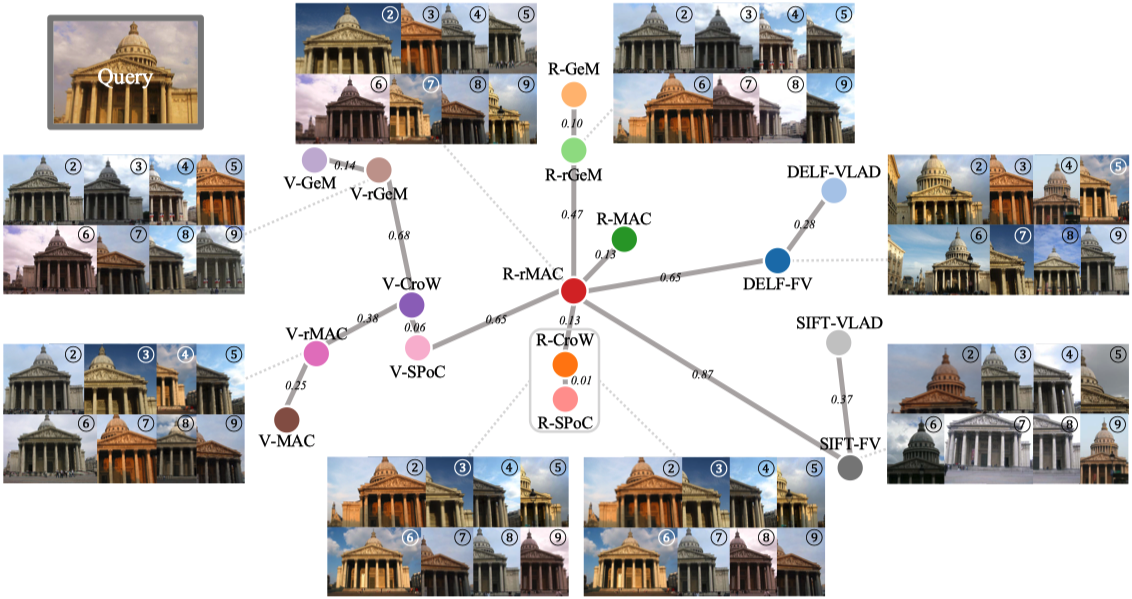 Query
② ③ ④ ⑤
⑥ ⑦ ⑧ ⑨
R-GeM
0.10
R-rGeM
② ③ ④ ⑤
⑥ ⑦ ⑧ ⑨
② ③ ④ ⑤
⑥ ⑦ ⑧ ⑨
V-GeM
0.14
V-rGeM
0.68
0.47
R-MAC
0.13
DELF-VLAD
0.28
DELF-FV
② ③ ④ ⑤
⑥ ⑦ ⑧ ⑨
R-rMAC
0.65
V-CroW
0.38
0.06
0.65
V-rMAC
V-SPoC
0.25
V-MAC
② ③ ④ ⑤
⑥ ⑦ ⑧ ⑨
0.13
R-CroW
0.01
R-SPoC
0.87
SIFT-VLAD
0.37
SIFT-FV
② ③ ④ ⑤
⑥ ⑦ ⑧ ⑨
② ③ ④ ⑤
⑥ ⑦ ⑧ ⑨
② ③ ④ ⑤
⑥ ⑦ ⑧ ⑨